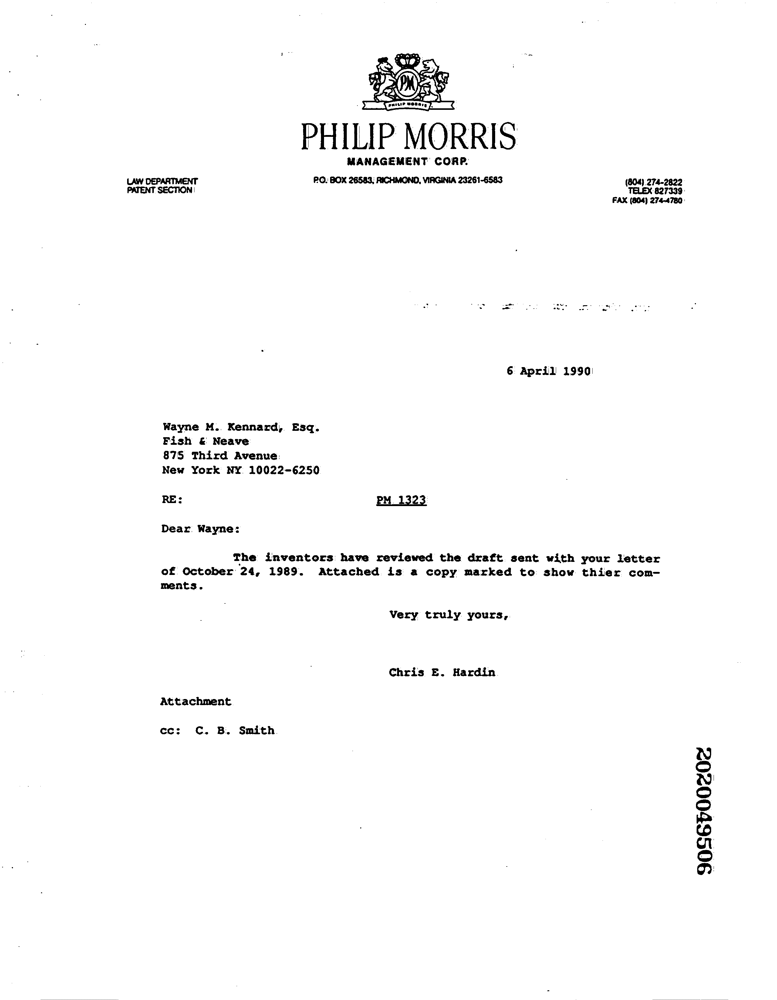 PM
PHILIP MORRIS
PHILIP MORRIS
MANAGEMENT CORP.
LAW DEPARTMENT
PATENT SECTION
P.O. BOX 26583, RICHMOND, VIRGINIA 23261-6583
(804) 274-2822
TELEX 827339
FAX (804) 274-4780
6 April 1990
Wayne M. Kennard, Esq.
Fish & Neave
875 Third Avenue
New York NY 10022-6250
RE: PM 1323
Dear Wayne:
The inventors have reviewed the draft sent with your letter
of October 24, 1989. Attached is a copy marked to show thier com-
ments.
Very truly yours,
Chris E. Hardin
Attachment
cc: C. B. Smith
2020049506